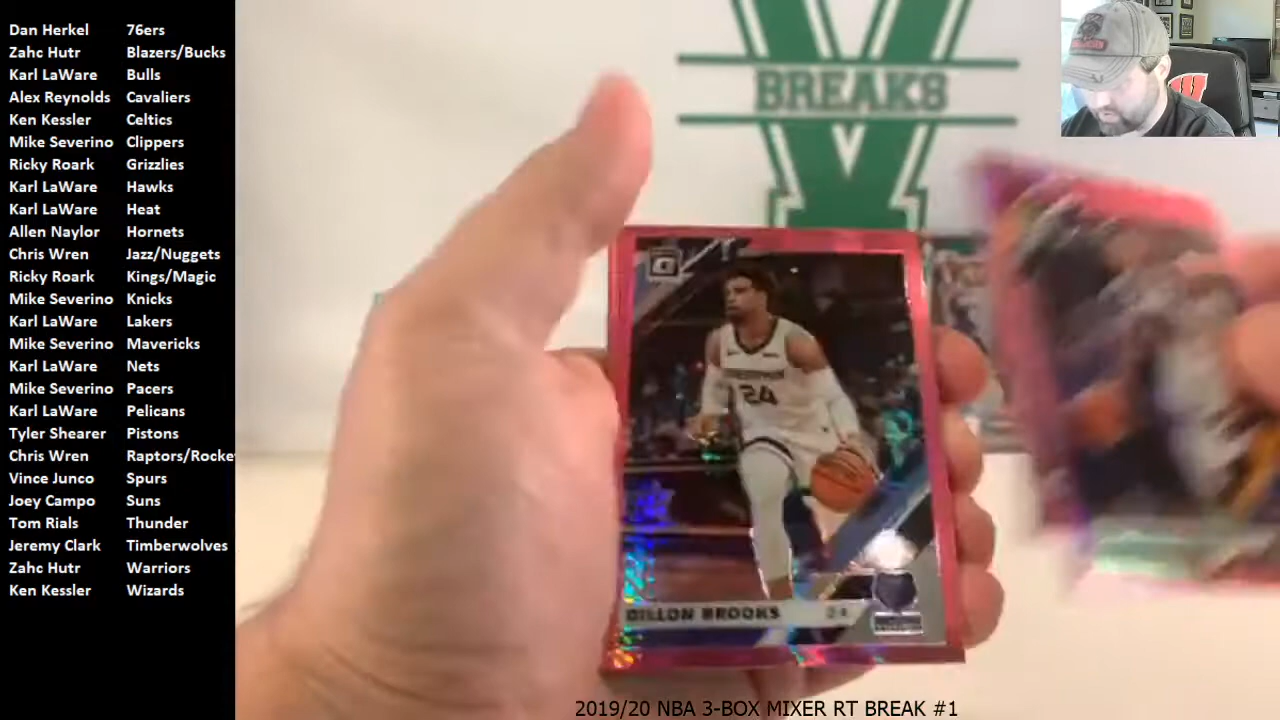 Dan Herkel 76ers
Zahc Hutr Blazers/Bucks
Karl LaWare Bulls
Alex Reynolds Cavaliers
Ken Kessler Celtics
Mike Severino Clippers
Ricky Roark Grizzlies
Karl LaWare Hawks
Karl LaWare Heat
Allen Naylor Hornets
Chris Wren Jazz/Nuggets
Ricky Roark Kings/Magic
Mike Severino Knicks
Karl LaWare Lakers
Mike Severino Mavericks
Karl LaWare Nets
Mike Severino Pacers
Karl LaWare Pelicans
Tyler Shearer Pistons
Chris Wren Raptors/Rocke
Vince Junco Spurs
Joey Campo Suns
Tom Rials Thunder
Jeremy Clark Timberwolves
Zahc Hutr Warriors
Ken Kessler Wizards
V
BREAKS
24
DILLON BROOKS
2019/20 NBA 3-BOX MIXER RT BREAK #1